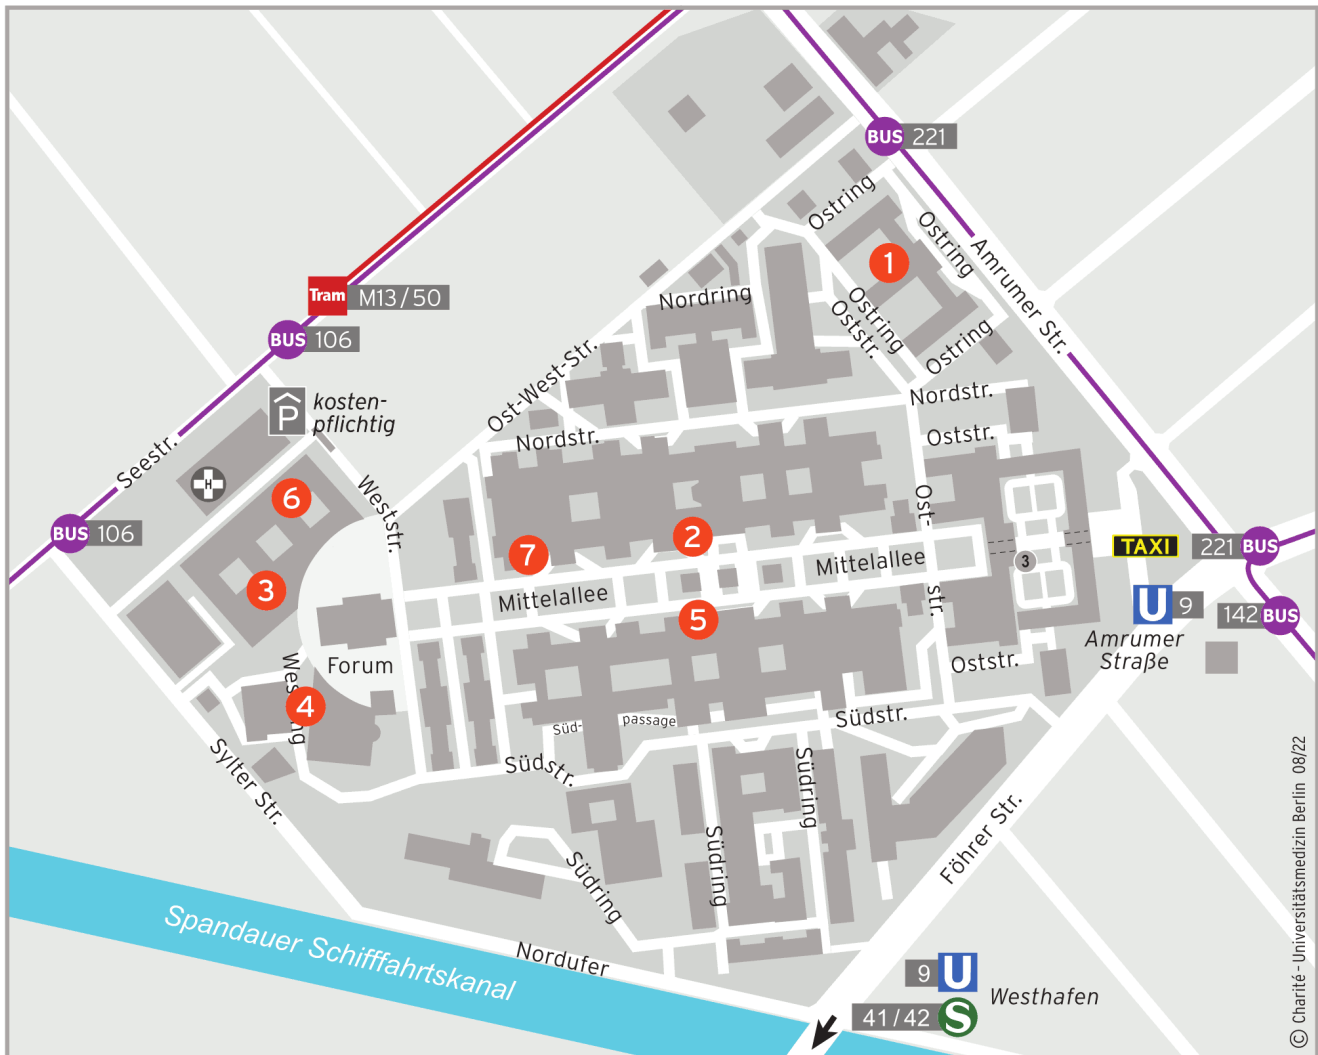 BUS 221
Ostring
Ostring
1
Amrumer Str.
Tram M13/50
Nordring
Ostring
Oststr.
Ostring
BUS 106
Ost-West-Str.
P kosten-
pflichtig
Nordstr.
Nordstr.
Oststr.
Seestr.
H
6
Weststr.
Ost-
str.
BUS 106
2
7
Mittelallee
3
TAXI
221 BUS
3
Mittelallee
5
U 9
142 BUS
Amrumer
Straße
Forum
Oststr.
Westring
4
Süd-
passage
Südstr.
Südstr.
Sylter Str.
Südring
Südring
Südring
Föhrer Str.
Spandauer Schifffahrtskanal
Nordufer
9 U
Westhafen
41/42 S
© Charité - Universitätsmedizin Berlin 08/22